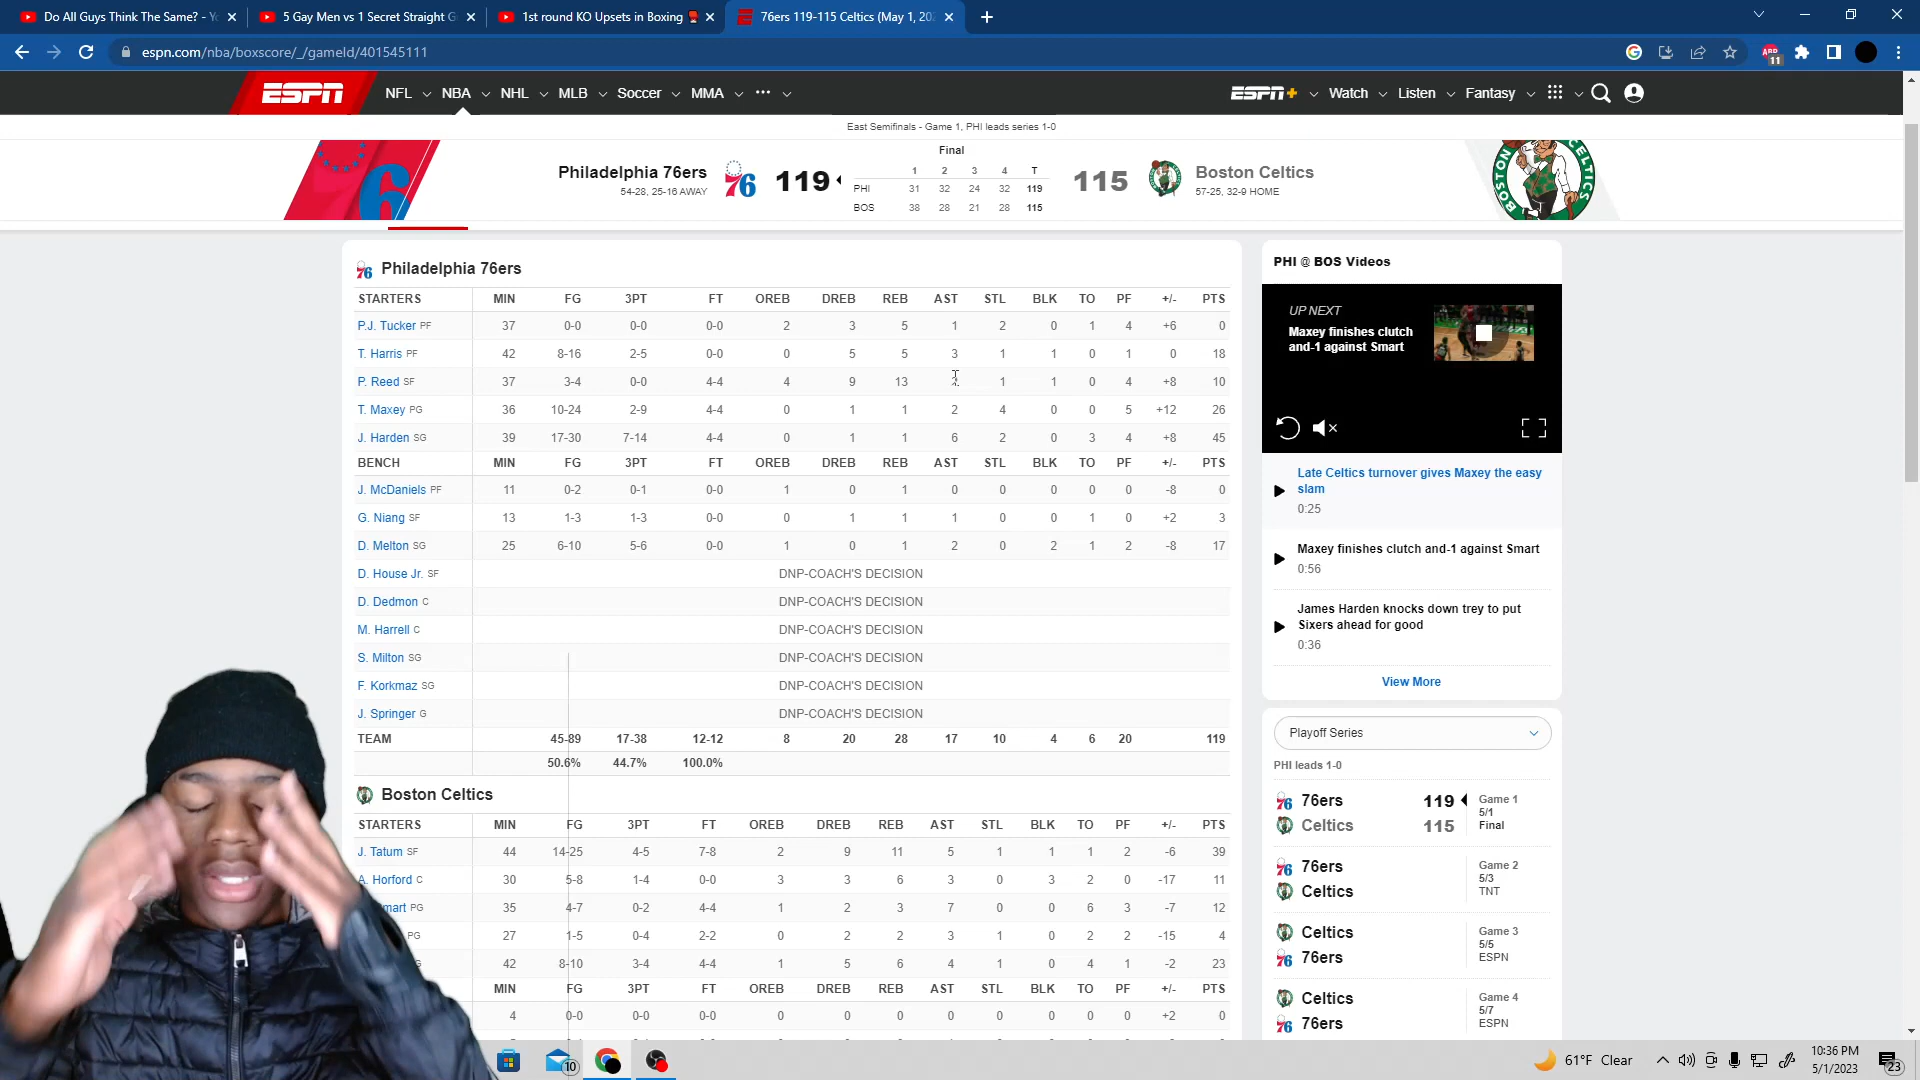 Do All Guys Think The Same? - Yo
5 Gay Men vs 1 Secret Straight G
1st round KO Upsets in Boxing
76ers 119-115 Celtics (May 1, 202
espn.com/nba/boxscore/_/gameId/401545111
ABP
11
ESPN NFL NBA NHL MLB Soccer MMA ESPN+ Watch Listen Fantasy
East Semifinals - Game 1, PHI leads series 1-0
Final
Philadelphia 76ers
54-28, 25-16 AWAY
76
119
1 2 3 4 T
PHI 31 32 24 32 119
BOS 38 28 21 28 115
115
Boston Celtics
57-25, 32-9 HOME
BOSTON CELTICS
76 Philadelphia 76ers
STARTERS MIN FG 3PT FT OREB DREB REB AST STL BLK TO PF +/- PTS
P.J. Tucker PF 37 0-0 0-0 0-0 2 3 5 1 2 0 1 4 +6 0
T. Harris PF 42 8-16 2-5 0-0 0 5 5 3 1 1 0 1 0 18
P. Reed SF 37 3-4 0-0 4-4 4 9 13 1 1 0 4 +8 10
T. Maxey PG 36 10-24 2-9 4-4 0 1 1 2 4 0 0 5 +12 26
J. Harden SG 39 17-30 7-14 4-4 0 1 1 6 2 0 3 4 +8 45
BENCH MIN FG 3PT FT OREB DREB REB AST STL BLK TO PF +/- PTS
J. McDaniels PF 11 0-2 0-1 0-0 1 0 1 0 0 0 0 0 -8 0
G. Niang SF 13 1-3 1-3 0-0 0 1 1 1 0 0 1 0 +2 3
D. Melton SG 25 6-10 5-6 0-0 1 0 1 2 0 2 1 2 -8 17
D. House Jr. SF DNP-COACH'S DECISION
D. Dedmon C DNP-COACH'S DECISION
M. Harrell C DNP-COACH'S DECISION
S. Milton SG DNP-COACH'S DECISION
F. Korkmaz SG DNP-COACH'S DECISION
J. Springer G DNP-COACH'S DECISION
TEAM 45-89 17-38 12-12 8 20 28 17 10 4 6 20 119
50.6% 44.7% 100.0%
Boston Celtics
STARTERS MIN FG 3PT FT OREB DREB REB AST STL BLK TO PF +/- PTS
J. Tatum SF 44 14-25 4-5 7-8 2 9 11 5 1 1 1 2 -6 39
A. Horford C 30 5-8 1-4 0-0 3 3 6 3 0 3 2 0 -17 11
mart PG 35 4-7 0-2 4-4 1 2 3 7 0 0 6 3 -7 12
PG 27 1-5 0-4 2-2 0 2 2 3 1 0 2 2 -15 4
42 8-10 3-4 4-4 1 5 6 4 1 0 4 1 -2 23
MIN FG 3PT FT OREB DREB REB AST STL BLK TO PF +/- PTS
4 0-0 0-0 0-0 0 0 0 0 0 0 0 0 +2 0
PHI @ BOS Videos
UP NEXT
Maxey finishes clutch
and-1 against Smart
Late Celtics turnover gives Maxey the easy
slam
0:25
Maxey finishes clutch and-1 against Smart
0:56
James Harden knocks down trey to put
Sixers ahead for good
0:36
View More
Playoff Series
PHI leads 1-0
76ers 119
Celtics 115
Game 1
5/1
Final
76ers
Celtics
Game 2
5/3
TNT
Celtics
76ers
Game 3
5/5
ESPN
Celtics
76ers
Game 4
5/7
ESPN
10
61°F Clear
10:36 PM
5/1/2023
23